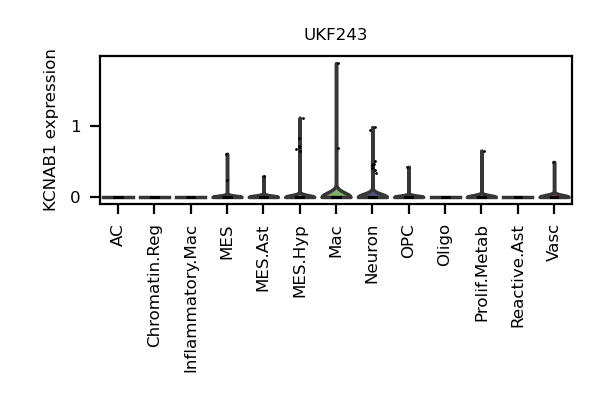 UKF243
KCNAB1 expression
1
0
AC
Chromatin.Reg
Inflammatory.Mac
MES
MES.Ast
MES.Hyp
Mac
Neuron
OPC
Oligo
Prolif.Metab
Reactive.Ast
Vasc